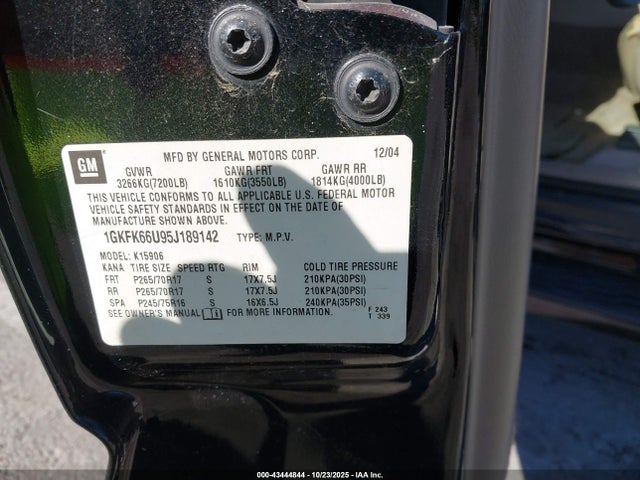 GM
MFD BY GENERAL MOTORS CORP. 12/04
GVWR GAWR FRT GAWR RR
3266KG(7200LB) 1610KG(3550LB) 1814KG(4000LB)
THIS VEHICLE CONFORMS TO ALL APPLICABLE U.S. FEDERAL MOTOR
VEHICLE SAFETY STANDARDS IN EFFECT ON THE DATE OF
MANUFACTURE SHOWN ABOVE.
1GKFK66U95J189142 TYPE: M.P.V.
MODEL: K15906
KANA TIRE SIZE SPEED RTG RIM COLD TIRE PRESSURE
FRT P265/70R17 S 17X7.5J 210KPA(30PSI)
RR P265/70R17 S 17X7.5J 210KPA(30PSI)
SPA P245/75R16 S 16X6.5J 240KPA(35PSI)
SEE OWNER'S MANUAL FOR MORE INFORMATION.
F 243
T 339
000-43444844 | 10/23/2025 | IAA, Inc.